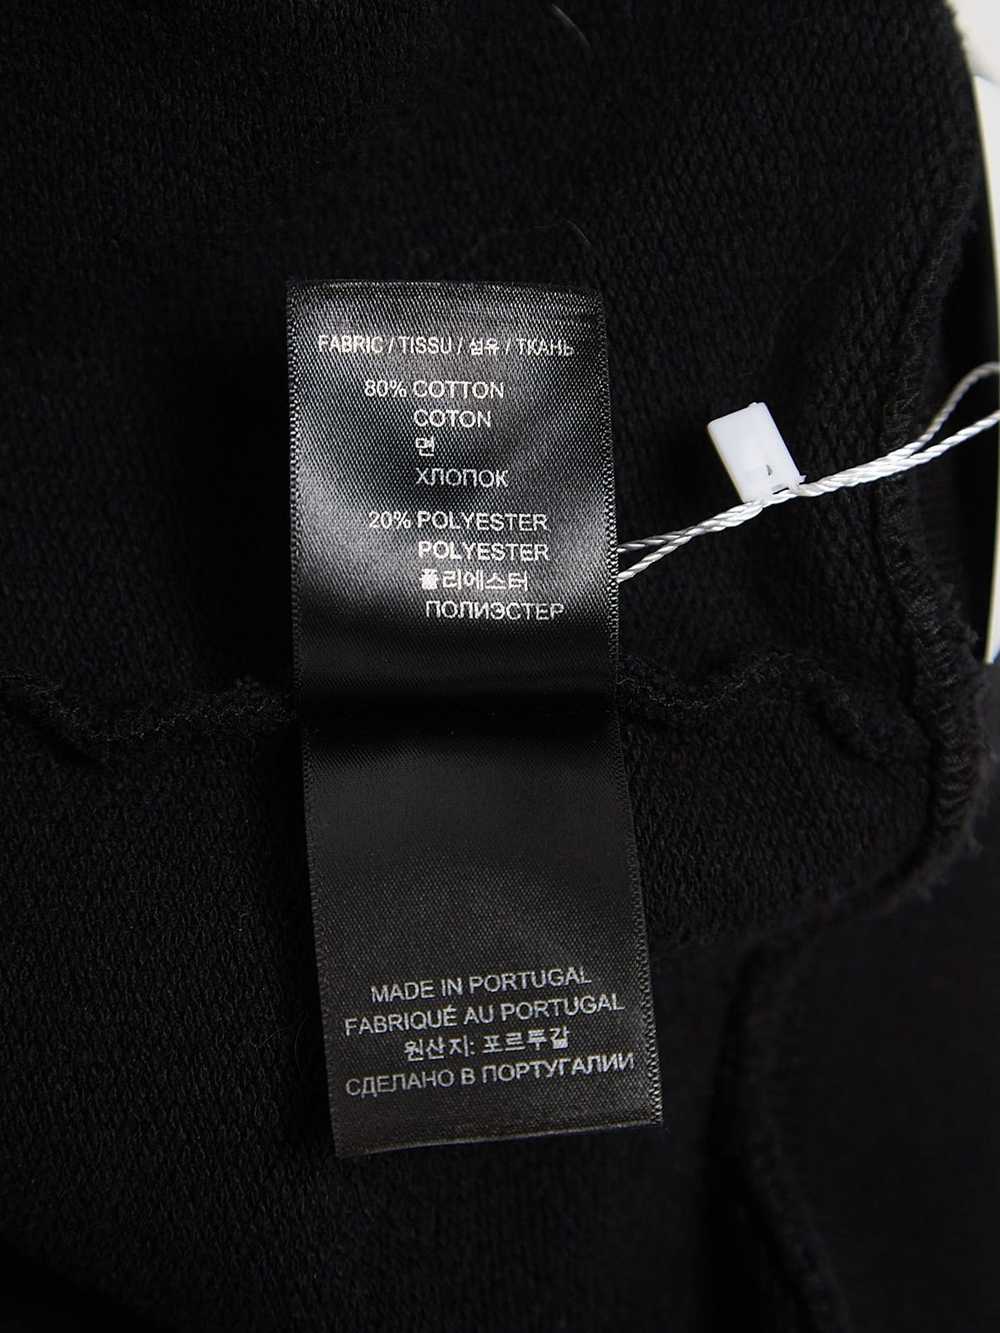 FABRIC / TISSU / 섬유 / ТКАНЬ
80% COTTON
COTON
면
ХЛОПОК
20% POLYESTER
POLYESTER
폴리에스터
ПОЛИЭСТЕР
MADE IN PORTUGAL
FABRIQUÉ AU PORTUGAL
원산지: 포르투갈
СДЕЛАНО В ПОРТУГАЛИИ